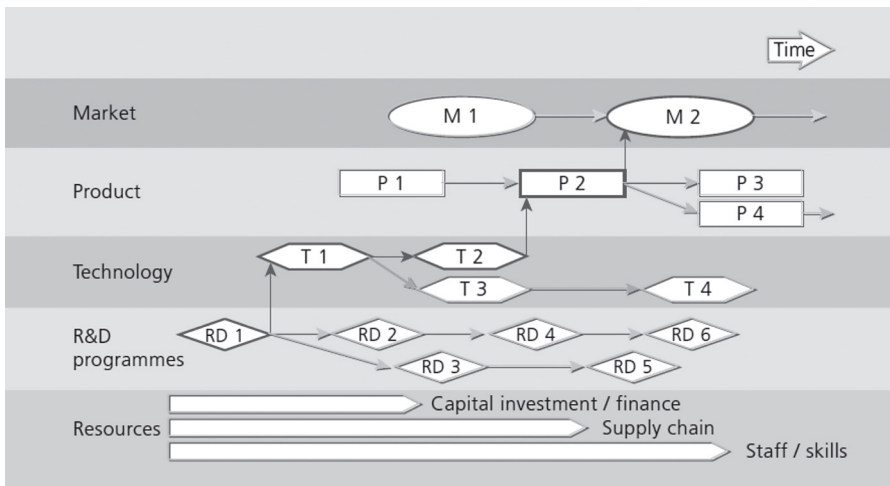 Time
Market
M 1
M 2
Product
P 1
P 2
P 3
P 4
Technology
T 1
T 2
T 3
T 4
R&D
programmes
RD 1
RD 2
RD 4
RD 6
RD 3
RD 5
Resources
Capital investment / finance
Supply chain
Staff / skills